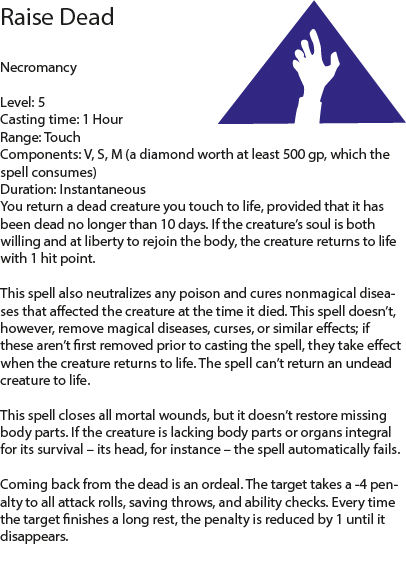 Raise Dead
Necromancy
Level: 5
Casting time: 1 Hour
Range: Touch
Components: V, S, M (a diamond worth at least 500 gp, which the
spell consumes)
Duration: Instantaneous
You return a dead creature you touch to life, provided that it has
been dead no longer than 10 days. If the creature’s soul is both
willing and at liberty to rejoin the body, the creature returns to life
with 1 hit point.
This spell also neutralizes any poison and cures nonmagical disea-
ses that affected the creature at the time it died. This spell doesn’t,
however, remove magical diseases, curses, or similar effects; if
these aren’t first removed prior to casting the spell, they take effect
when the creature returns to life. The spell can’t return an undead
creature to life.
This spell closes all mortal wounds, but it doesn’t restore missing
body parts. If the creature is lacking body parts or organs integral
for its survival – its head, for instance – the spell automatically fails.
Coming back from the dead is an ordeal. The target takes a -4 pen-
alty to all attack rolls, saving throws, and ability checks. Every time
the target finishes a long rest, the penalty is reduced by 1 until it
disappears.